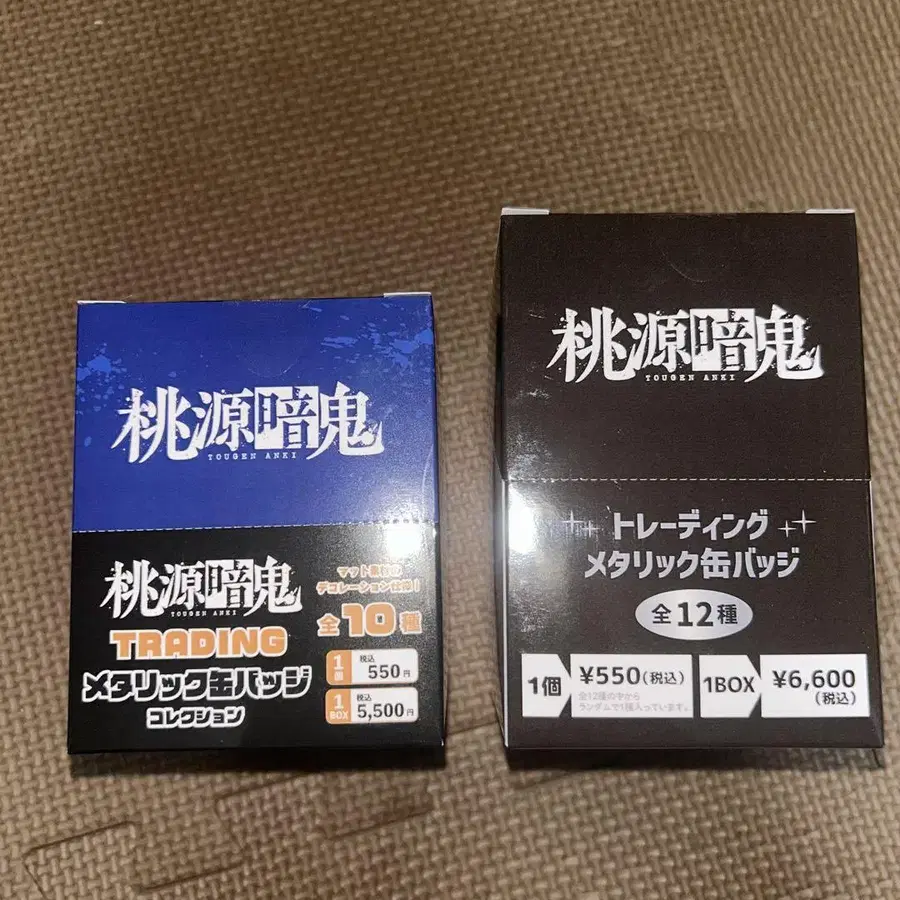 桃源暗鬼
TOUGEN ANKI
桃源暗鬼
TOUGEN ANKI
マット素材の
デコレーション仕様!
全10種
TRADING
メタリック缶バッジ
コレクション
1個 税込 550円
1BOX 税込 5,500円
桃源暗鬼
TOUGEN ANKI
トレーディング
メタリック缶バッジ
全12種
1個 ¥550(税込)
全12種の中から
ランダムで1種入っています。
1BOX ¥6,600
(税込)